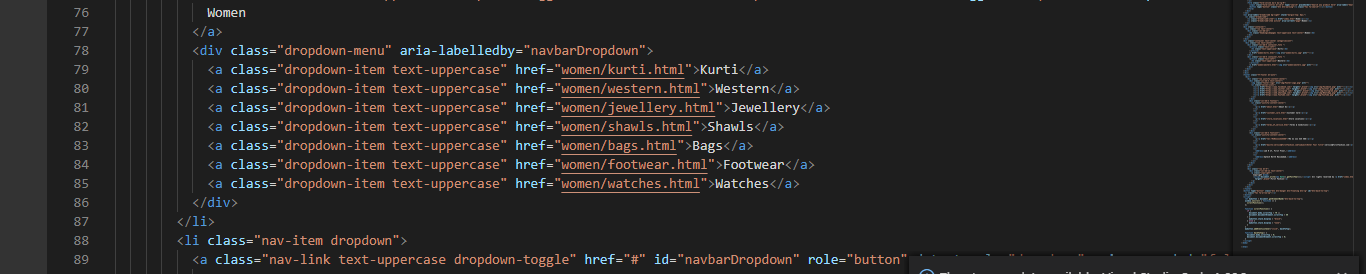 76 Women
77 </a>
78 <div class="dropdown-menu" aria-labelledby="navbarDropdown">
79 <a class="dropdown-item text-uppercase" href="women/kurti.html">Kurti</a>
80 <a class="dropdown-item text-uppercase" href="women/western.html">Western</a>
81 <a class="dropdown-item text-uppercase" href="women/jewellery.html">Jewellery</a>
82 <a class="dropdown-item text-uppercase" href="women/shawls.html">Shawls</a>
83 <a class="dropdown-item text-uppercase" href="women/bags.html">Bags</a>
84 <a class="dropdown-item text-uppercase" href="women/footwear.html">Footwear</a>
85 <a class="dropdown-item text-uppercase" href="women/watches.html">Watches</a>
86 </div>
87 </li>
88 <li class="nav-item dropdown">
89 <a class="nav-link text-uppercase dropdown-toggle" href="#" id="navbarDropdown" role="button"